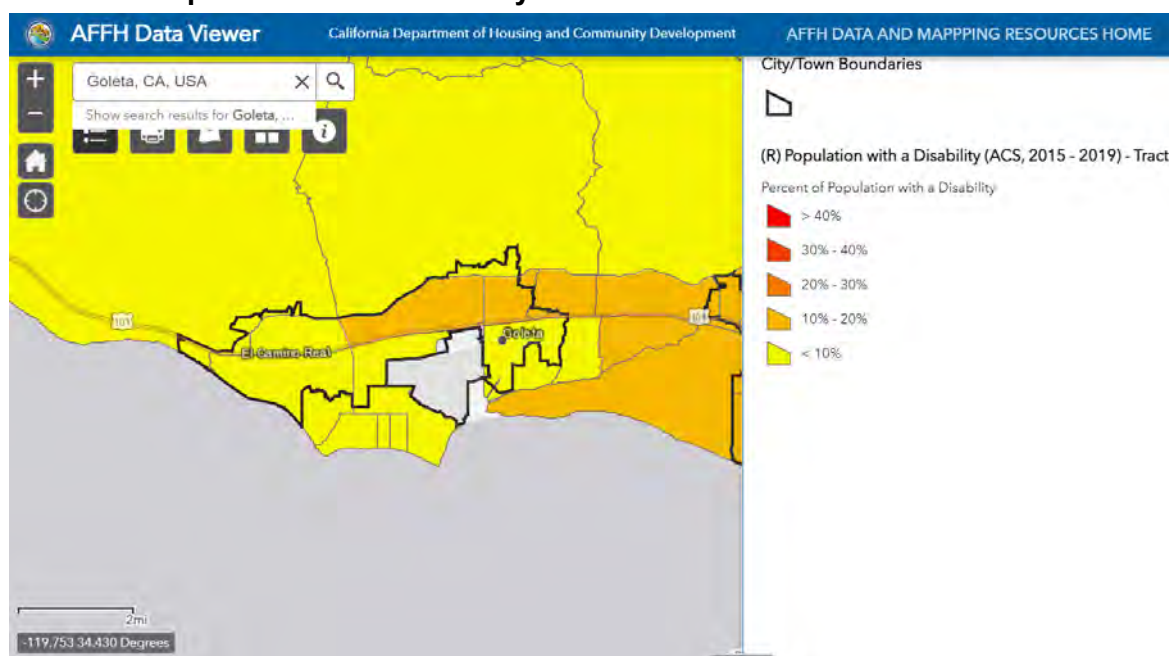 AFFH Data Viewer
California Department of Housing and Community Development
AFFH DATA AND MAPPPING RESOURCES HOME
Goleta, CA, USA
Show search results for Goleta, ...
City/Town Boundaries
(R) Population with a Disability (ACS, 2015 - 2019) - Tract
Percent of Population with a Disability
> 40%
30% - 40%
20% - 30%
10% - 20%
< 10%
101
101
Goleta
El Camino Real
2mi
-119.753 34.430 Degrees